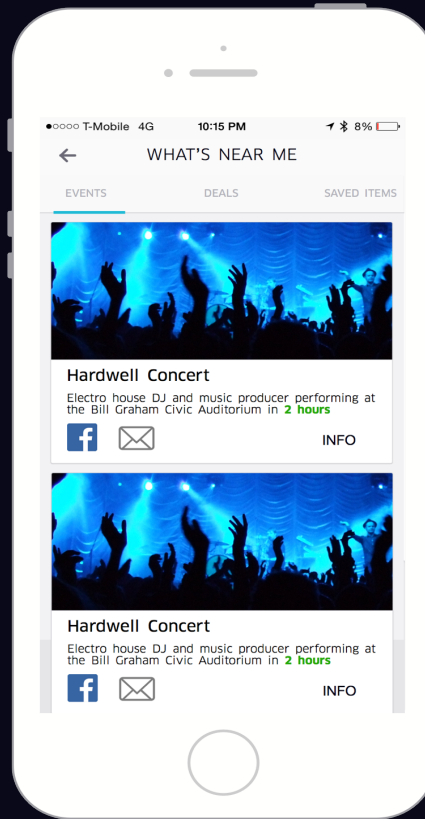 T-Mobile 4G 10:15 PM 8%
WHAT'S NEAR ME
EVENTS DEALS SAVED ITEMS
Hardwell Concert
Electro house DJ and music producer performing at
the Bill Graham Civic Auditorium in 2 hours
f INFO
Hardwell Concert
Electro house DJ and music producer performing at
the Bill Graham Civic Auditorium in 2 hours
f INFO